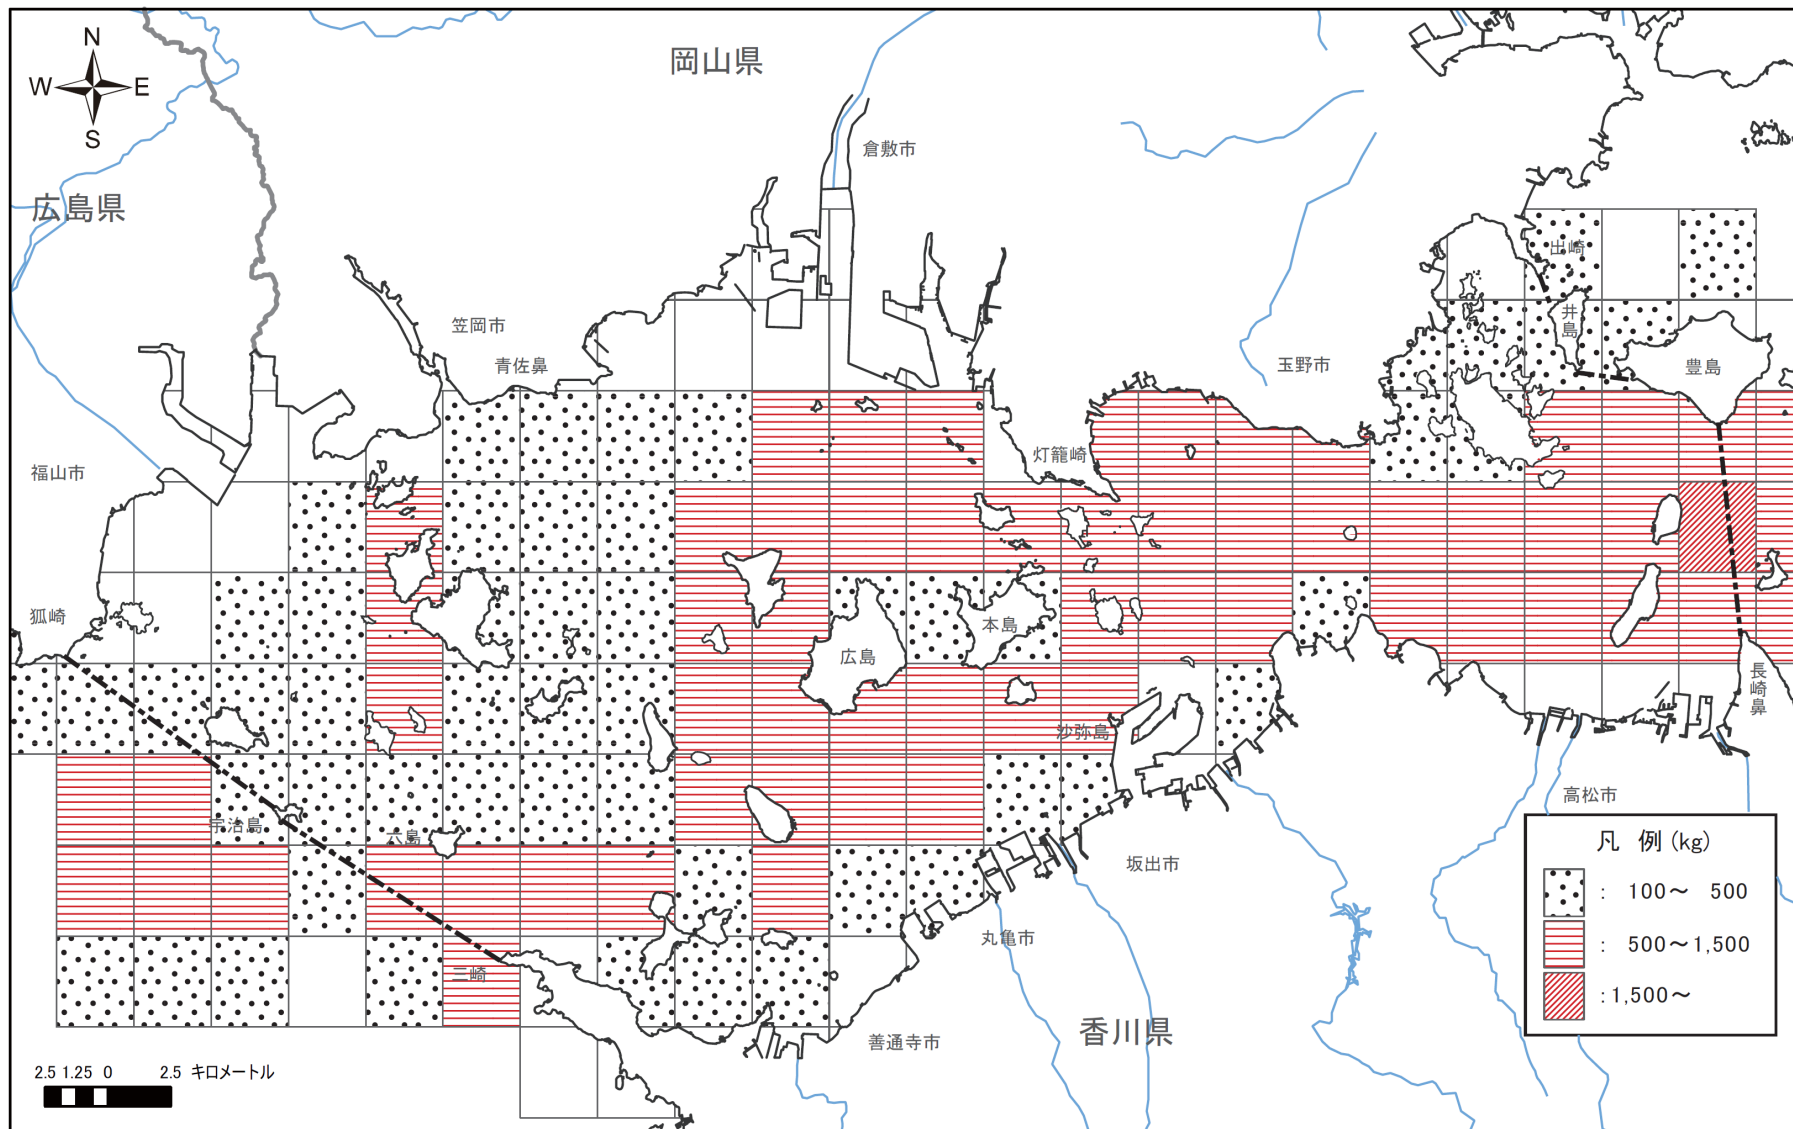 N
W E
S
岡山県
倉敷市
広島県
出崎
井島
笠岡市
青佐鼻
玉野市
豊島
灯籠崎
福山市
狐崎
本島
広島
長崎鼻
沙弥島
高松市
宇治島
六島
坂出市
凡 例 (kg)
: 100～ 500
: 500～1,500
:1,500～
丸亀市
三崎
善通寺市
香川県
2.5 1.25 0 2.5 キロメートル